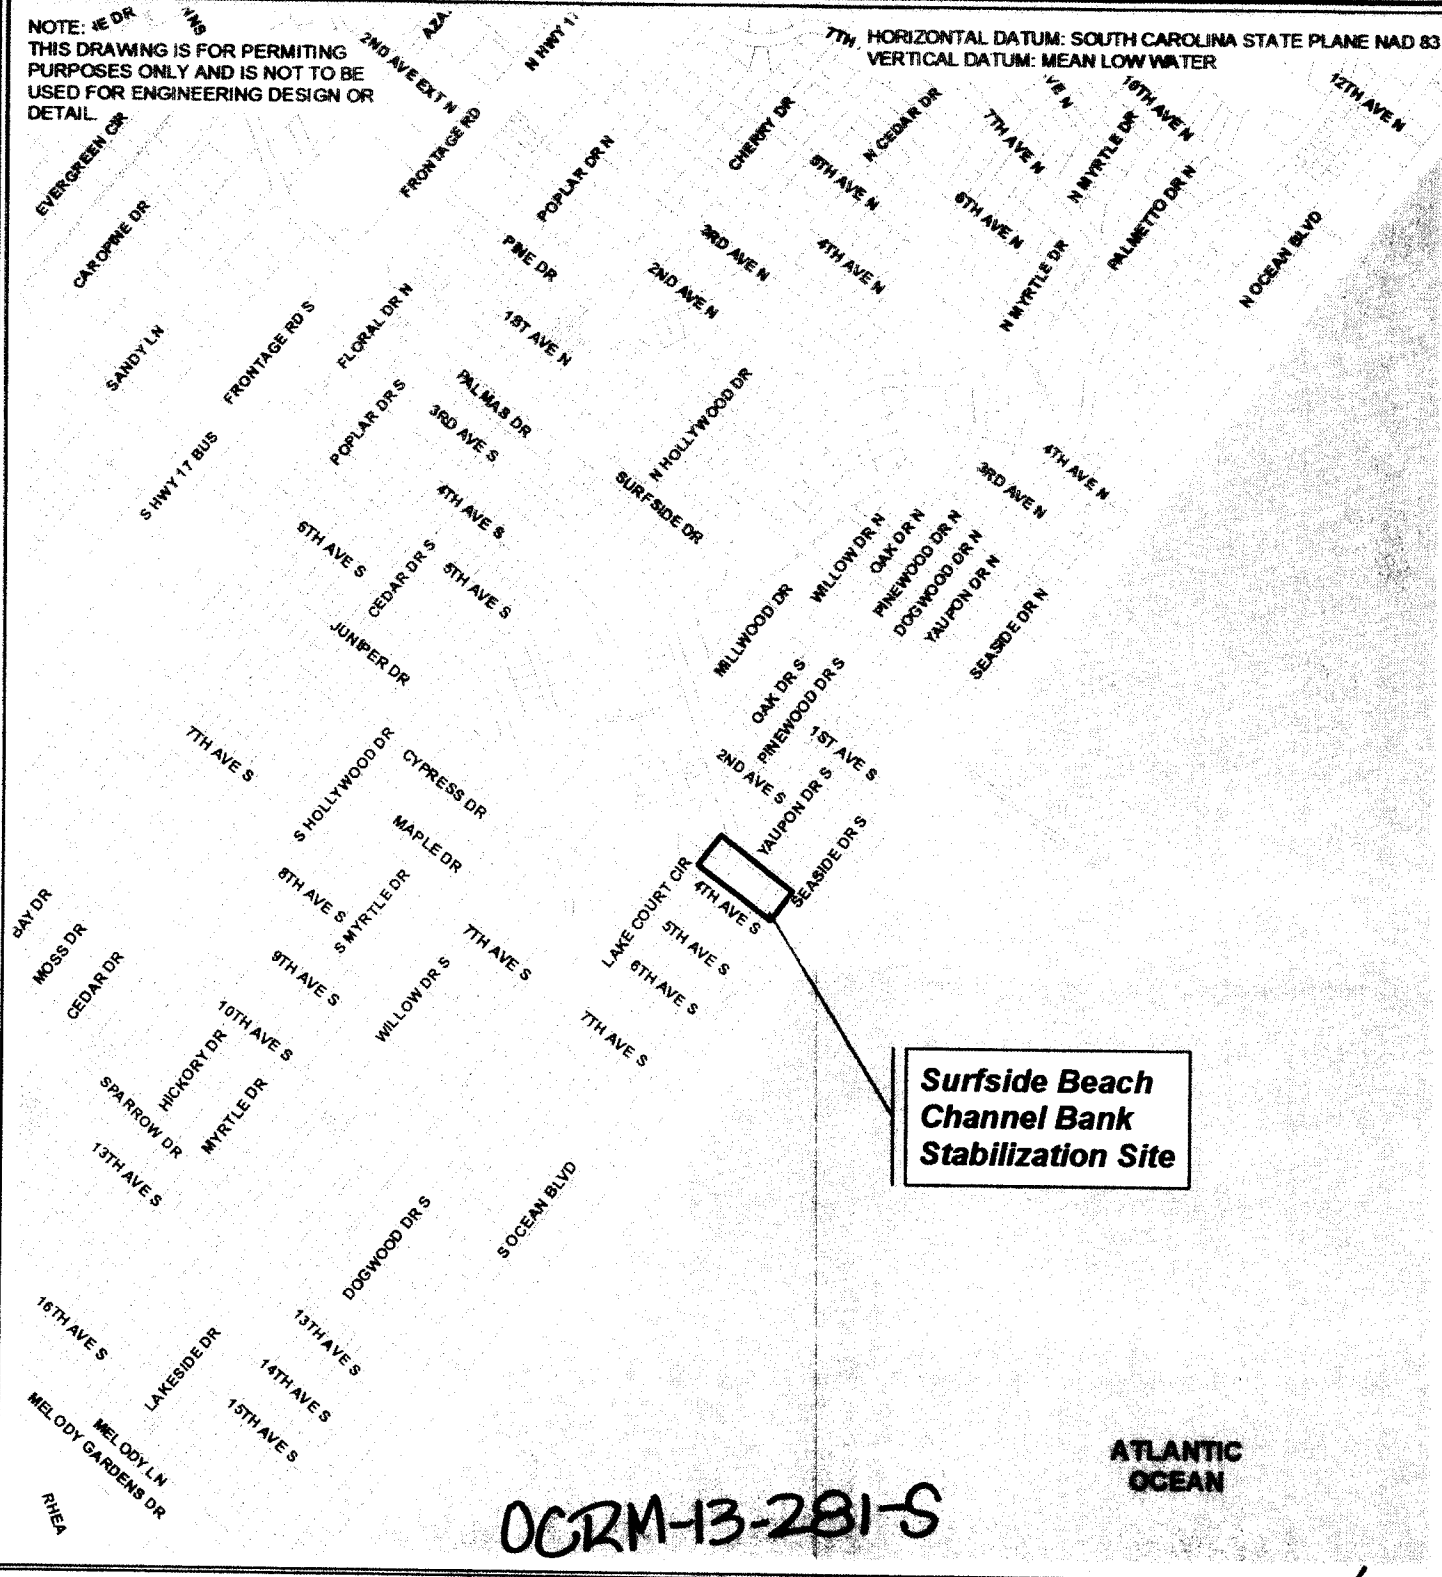 NOTE:
THIS DRAWING IS FOR PERMITING
PURPOSES ONLY AND IS NOT TO BE
USED FOR ENGINEERING DESIGN OR
DETAIL.
HORIZONTAL DATUM: SOUTH CAROLINA STATE PLANE NAD 83
VERTICAL DATUM: MEAN LOW WATER
2ND AVE EXT N
N HWY 17
7TH
12TH AVE N
10TH AVE N
N CEDAR DR
7TH AVE N
CHERRY DR
FRONTAGE RD
EVERGREEN CIR
POPLAR DR N
N MYRTLE DR
PALMETTO DR N
6TH AVE N
CAROPINE DR
PINE DR
3RD AVE N
4TH AVE N
2ND AVE N
N MYRTLE DR
N OCEAN BLVD
SANDY LN
FRONTAGE RD S
FLORAL DR N
1ST AVE N
POPLAR DR S
PALMAS DR
3RD AVE S
N HOLLYWOOD DR
S HWY 17 BUS
SURFSIDE DR
4TH AVE N
3RD AVE N
4TH AVE S
6TH AVE S
CEDAR DR S
5TH AVE S
WILLOW DR N
OAK DR N
PINEWOOD DR N
DOGWOOD DR N
YAUPON DR N
SEASIDE DR N
JUNIPER DR
MILLWOOD DR
OAK DR S
PINEWOOD DR S
7TH AVE S
S HOLLYWOOD DR
CYPRESS DR
1ST AVE S
2ND AVE S
YAUPON DR S
SEASIDE DR S
MAPLE DR
8TH AVE S
S MYRTLE DR
LAKE COURT CIR
4TH AVE S
5TH AVE S
6TH AVE S
7TH AVE S
BAY DR
MOSS DR
CEDAR DR
9TH AVE S
7TH AVE S
WILLOW DR S
10TH AVE S
HICKORY DR
MYRTLE DR
SPARROW DR
13TH AVE S
Surfside Beach
Channel Bank
Stabilization Site
DOGWOOD DR S
S OCEAN BLVD
16TH AVE S
LAKESIDE DR
13TH AVE S
14TH AVE S
15TH AVE S
MELODY LN
MELODY GARDENS DR
RHEA
ATLANTIC
OCEAN
OCRM-13-281-S